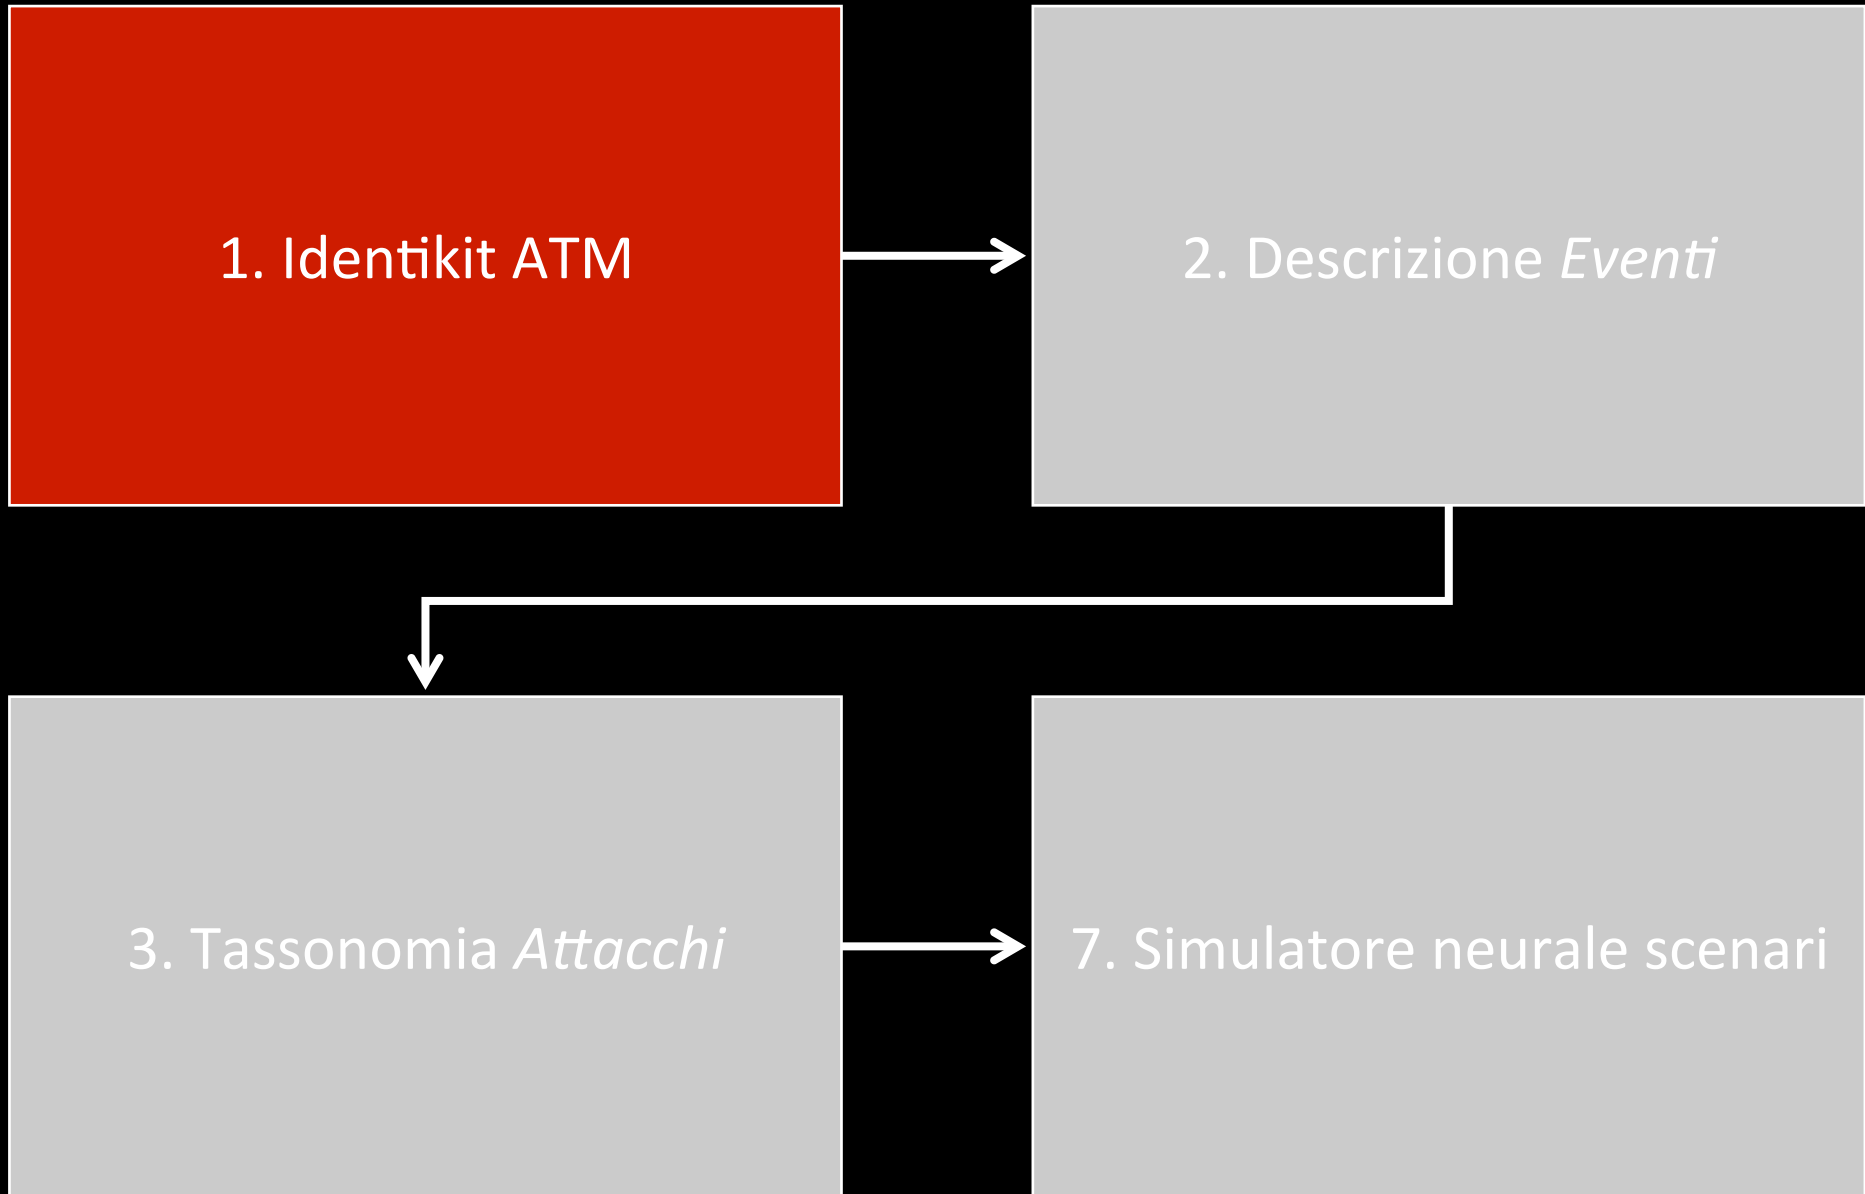 1. Identikit ATM
2. Descrizione Eventi
3. Tassonomia Attacchi
7. Simulatore neurale scenari